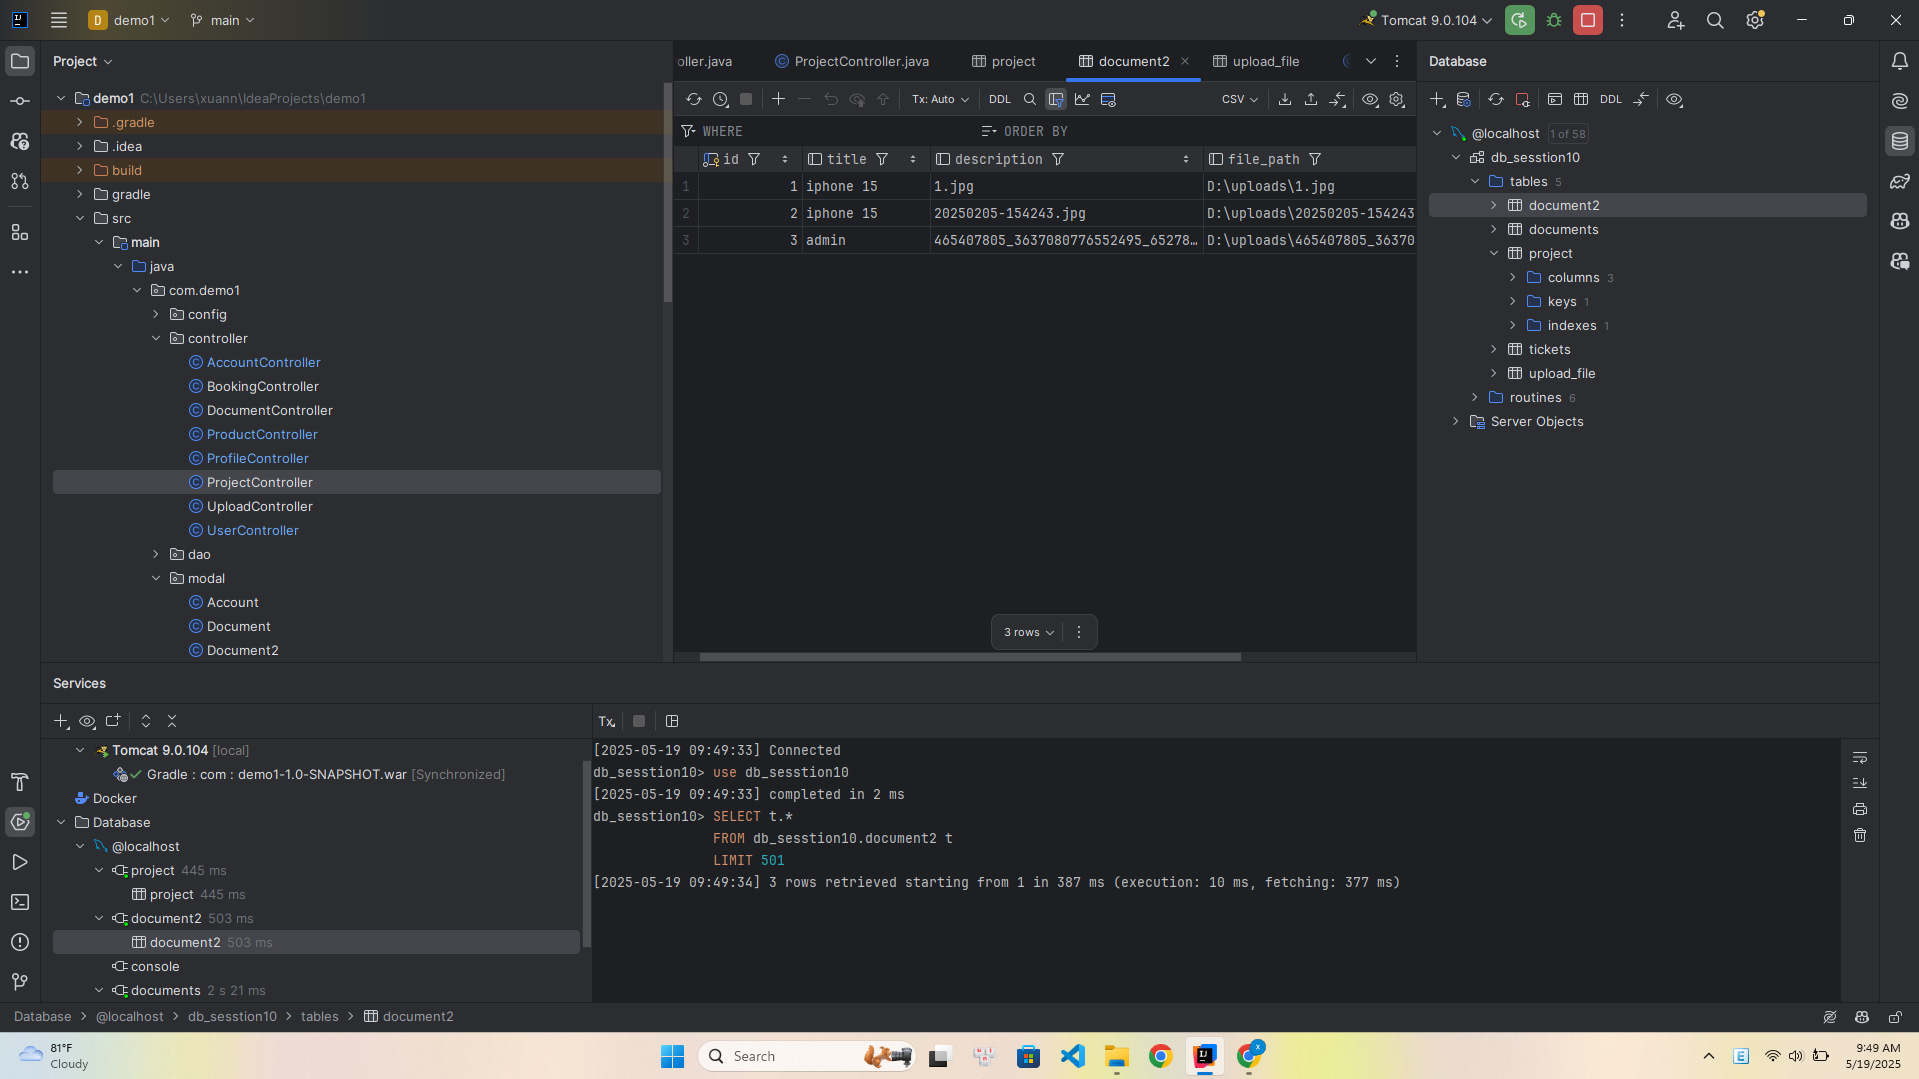 demo1
main
Tomcat 9.0.104
Project
demo1 C:\Users\xuann\IdeaProjects\demo1
.gradle
.idea
build
gradle
src
main
java
com.demo1
config
controller
AccountController
BookingController
DocumentController
ProductController
ProfileController
ProjectController
UploadController
UserController
dao
modal
Account
Document
Document2
oller.java
ProjectController.java
project
document2
upload_file
Tx: Auto
DDL
CSV
WHERE
ORDER BY
id title description file_path
1 1 iphone 15 1.jpg D:\uploads\1.jpg
2 2 iphone 15 20250205-154243.jpg D:\uploads\20250205-154243
3 3 admin 465407805_3637080776552495_65278… D:\uploads\465407805_36370
3 rows
Database
DDL
@localhost 1 of 58
db_sesstion10
tables 5
document2
documents
project
columns 3
keys 1
indexes 1
tickets
upload_file
routines 6
Server Objects
Services
Tomcat 9.0.104 [local]
Gradle : com : demo1-1.0-SNAPSHOT.war [Synchronized]
Docker
Database
@localhost
project 445 ms
project 445 ms
document2 503 ms
document2 503 ms
console
documents 2 s 21 ms
Tx
[2025-05-19 09:49:33] Connected
db_sesstion10> use db_sesstion10
[2025-05-19 09:49:33] completed in 2 ms
db_sesstion10> SELECT t.*
FROM db_sesstion10.document2 t
LIMIT 501
[2025-05-19 09:49:34] 3 rows retrieved starting from 1 in 387 ms (execution: 10 ms, fetching: 377 ms)
Database > @localhost > db_sesstion10 > tables > document2
81°F
Cloudy
Search
9:49 AM
5/19/2025